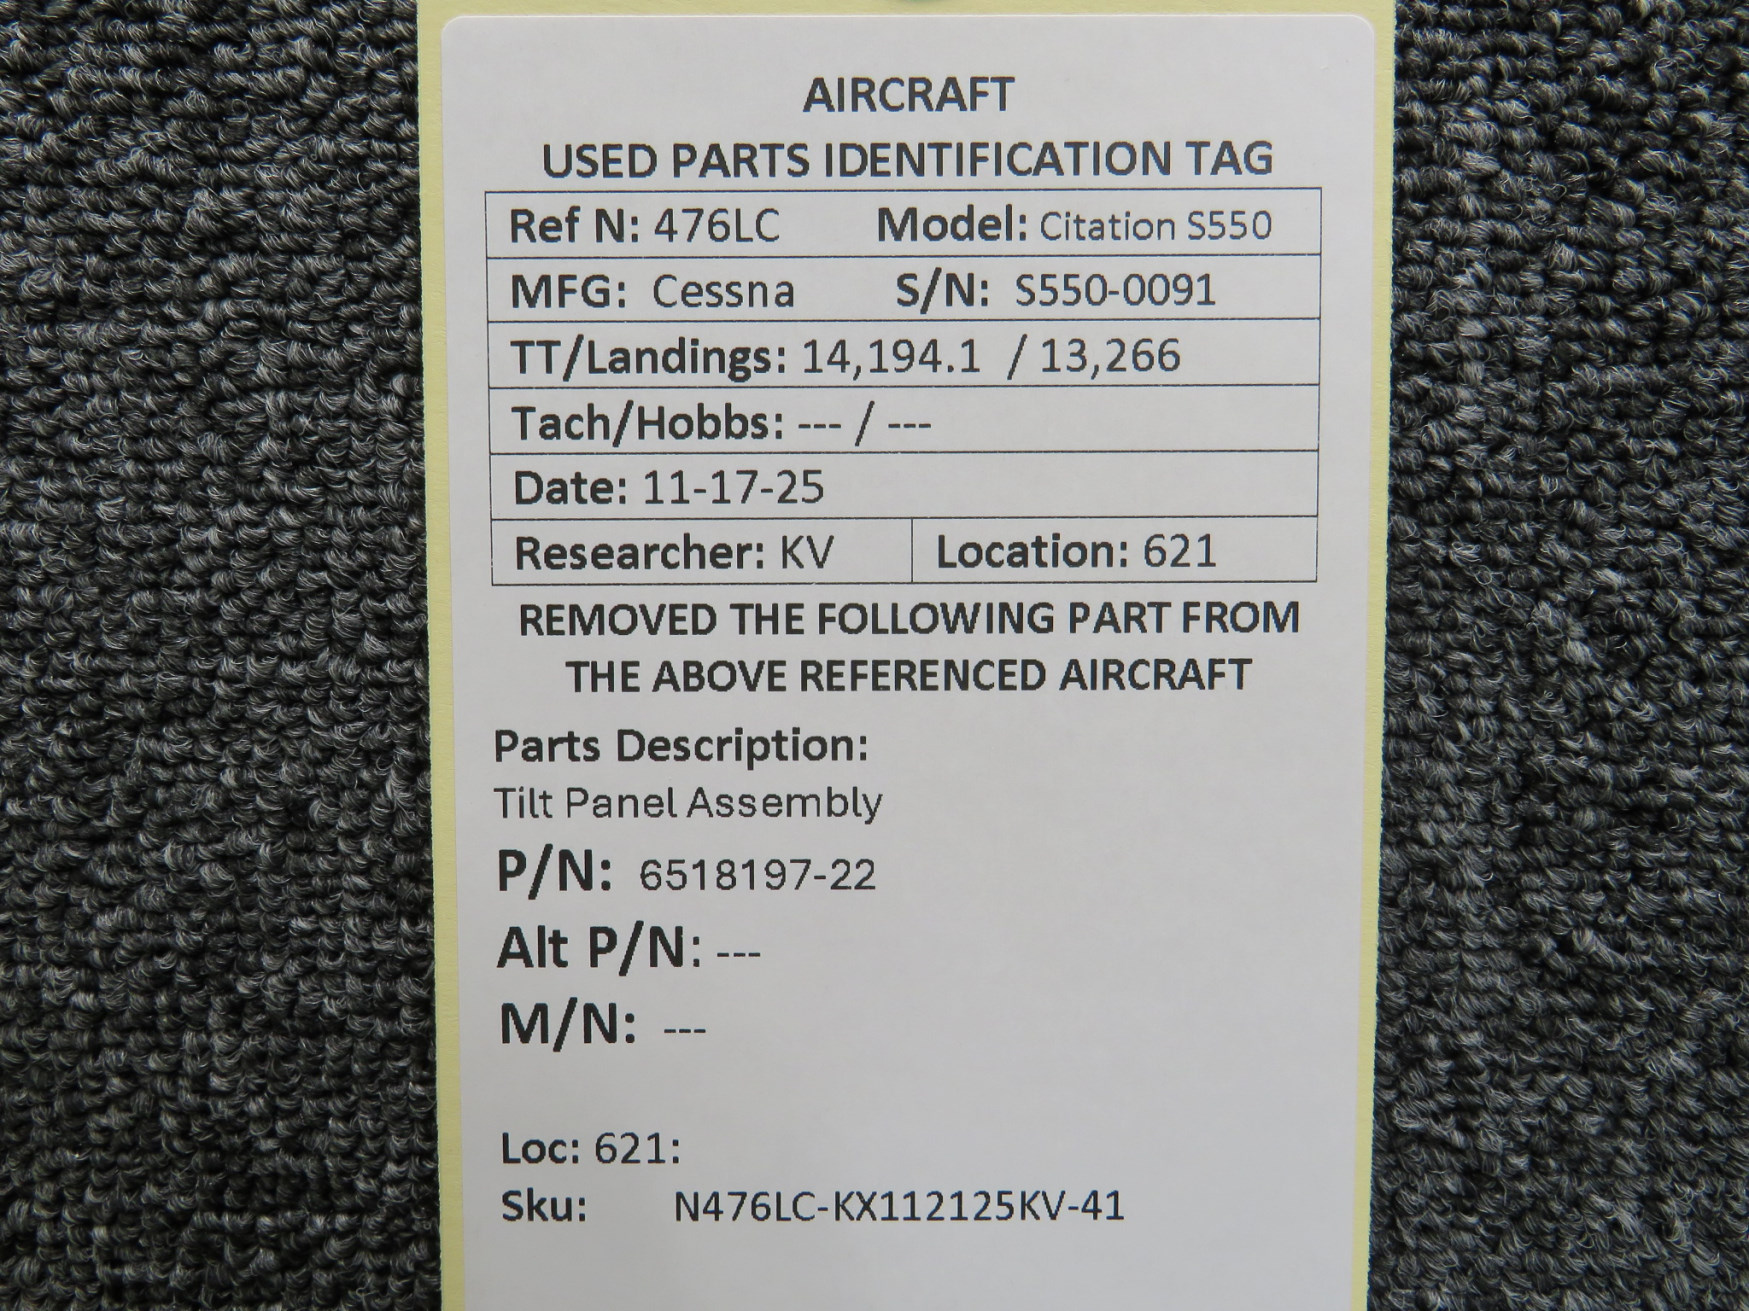 AIRCRAFT
USED PARTS IDENTIFICATION TAG
Ref N: 476LC Model: Citation S550
MFG: Cessna S/N: S550-0091
TT/Landings: 14,194.1 / 13,266
Tach/Hobbs: --- / ---
Date: 11-17-25
Researcher: KV Location: 621
REMOVED THE FOLLOWING PART FROM
THE ABOVE REFERENCED AIRCRAFT
Parts Description:
Tilt Panel Assembly
P/N: 6518197-22
Alt P/N: ---
M/N: ---
Loc: 621:
Sku: N476LC-KX112125KV-41